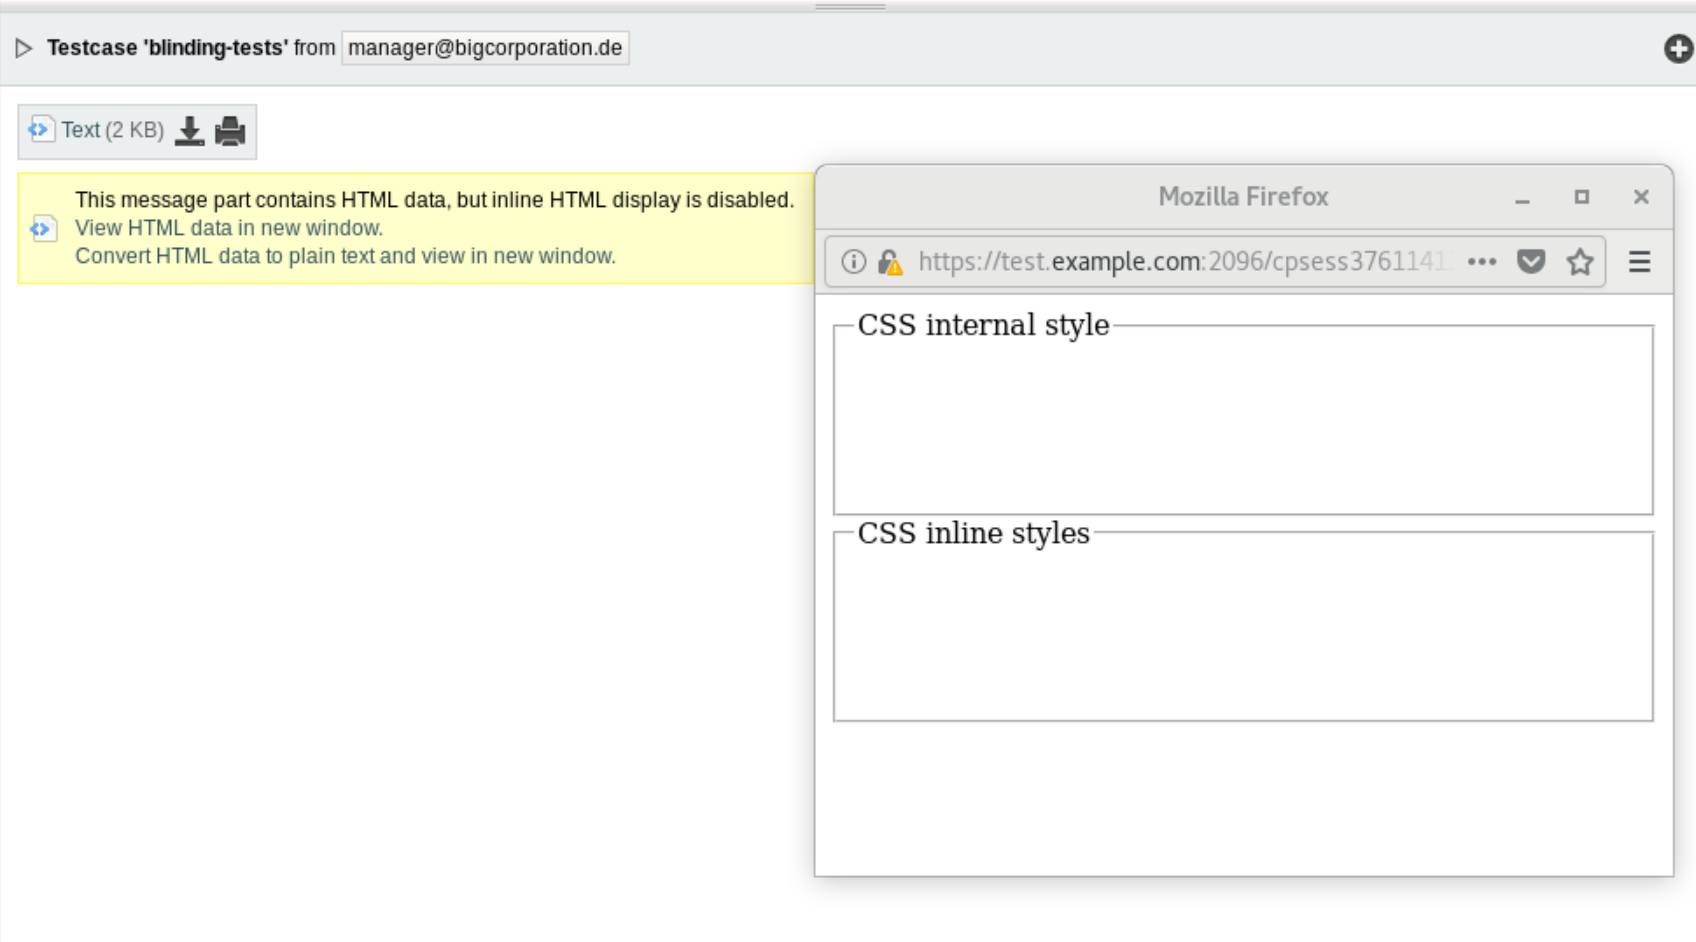 Testcase 'blinding-tests' from manager@bigcorporation.de
Text (2 KB)
This message part contains HTML data, but inline HTML display is disabled.
View HTML data in new window.
Convert HTML data to plain text and view in new window.
Mozilla Firefox
https://test.example.com:2096/cpsess3761141
CSS internal style
CSS inline styles